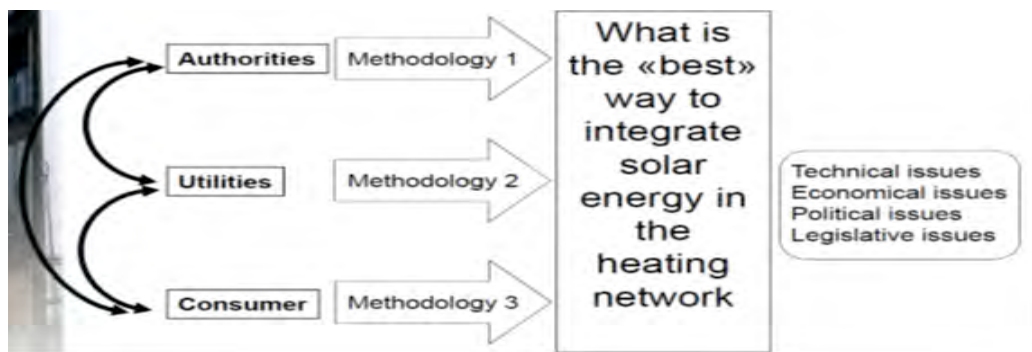 Authorities
Methodology 1
Utilities
Methodology 2
Consumer
Methodology 3
What is
the «best»
way to
integrate
solar
energy in
the
heating
network
Technical issues
Economical issues
Political issues
Legislative issues